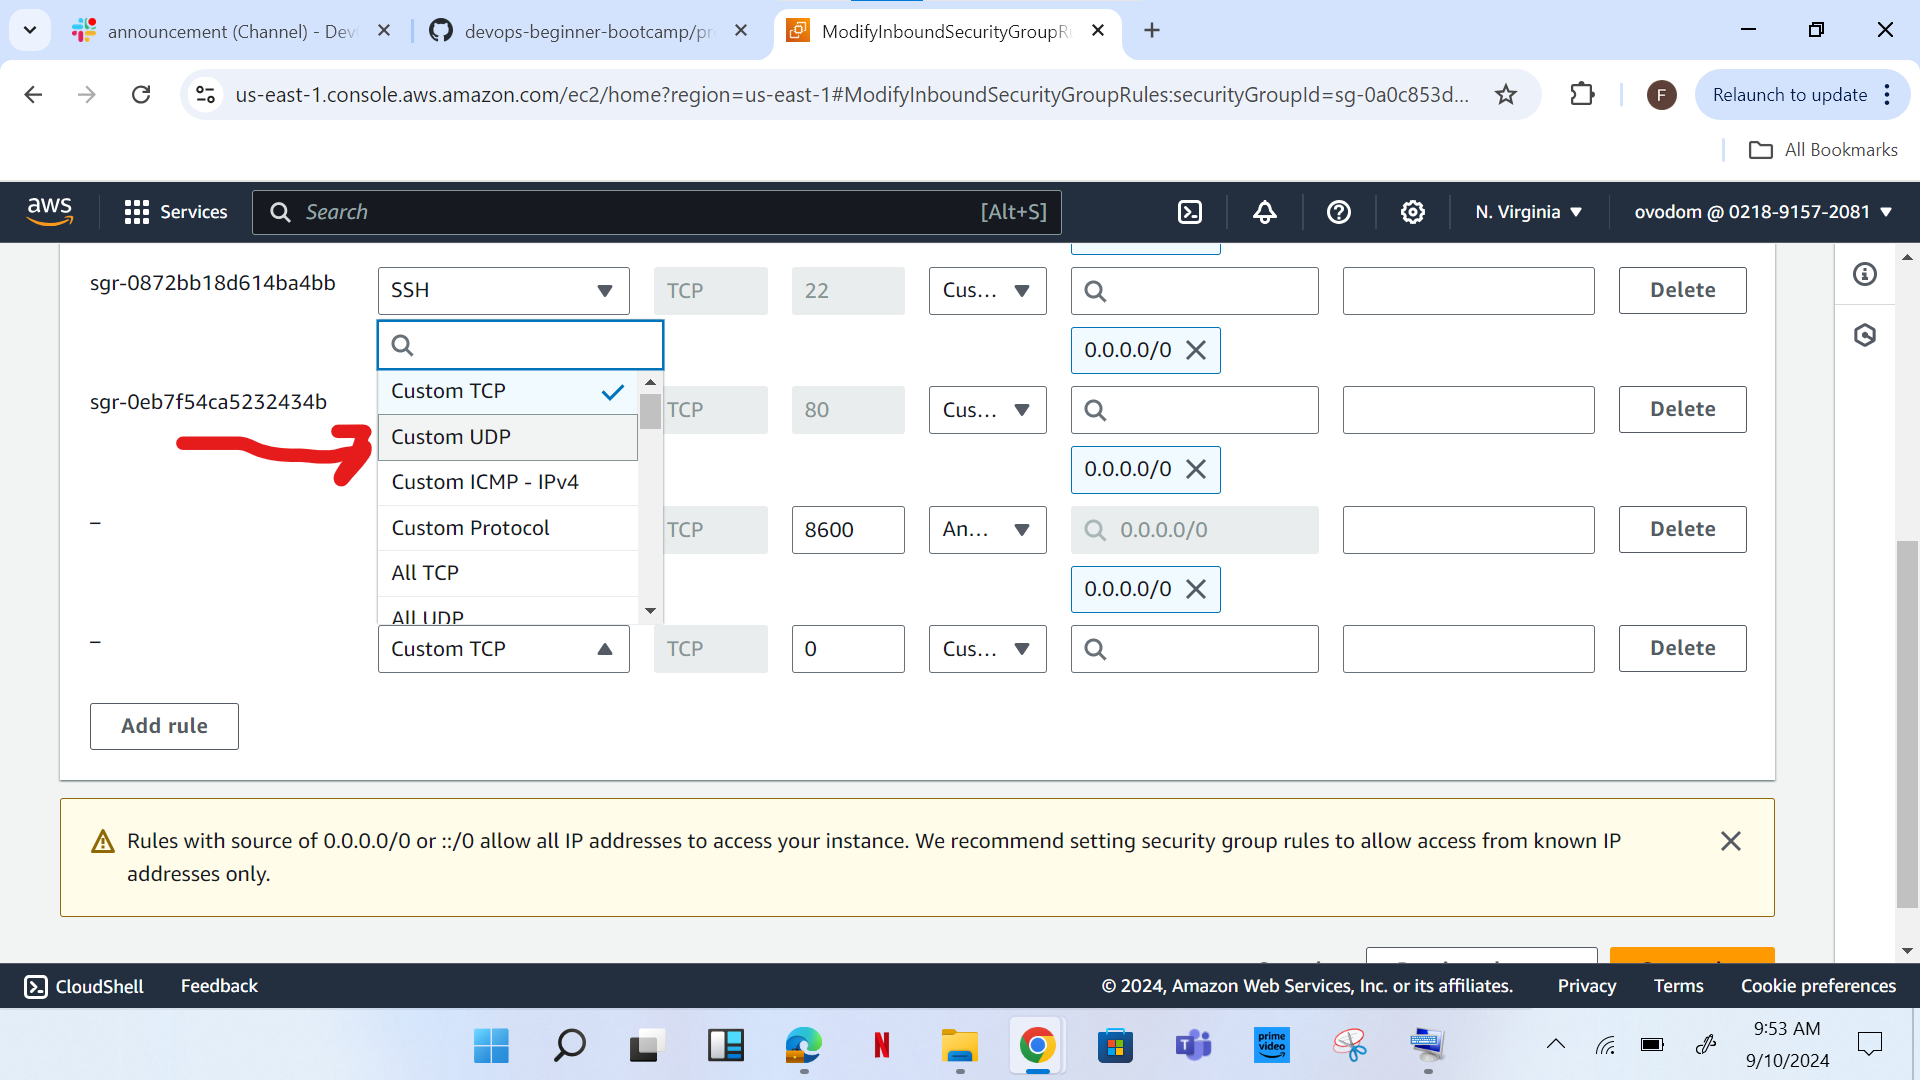 announcement (Channel) - Dev
devops-beginner-bootcamp/pr
ModifyInboundSecurityGroupR
us-east-1.console.aws.amazon.com/ec2/home?region=us-east-1#ModifyInboundSecurityGroupRules:securityGroupId=sg-0a0c853d...
F
Relaunch to update
All Bookmarks
aws
Services
Search
[Alt+S]
N. Virginia
ovodom @ 0218-9157-2081
sgr-0872bb18d614ba4bb
SSH
TCP
22
Cus...
Delete
0.0.0.0/0
Custom TCP
sgr-0eb7f54ca5232434b
TCP
80
Cus...
Delete
Custom UDP
0.0.0.0/0
Custom ICMP - IPv4
–
Custom Protocol
TCP
8600
An...
0.0.0.0/0
Delete
All TCP
0.0.0.0/0
All UDP
–
Custom TCP
TCP
0
Cus...
Delete
Add rule
Rules with source of 0.0.0.0/0 or ::/0 allow all IP addresses to access your instance. We recommend setting security group rules to allow access from known IP
addresses only.
CloudShell
Feedback
© 2024, Amazon Web Services, Inc. or its affiliates.
Privacy
Terms
Cookie preferences
N
prime
video
9:53 AM
9/10/2024